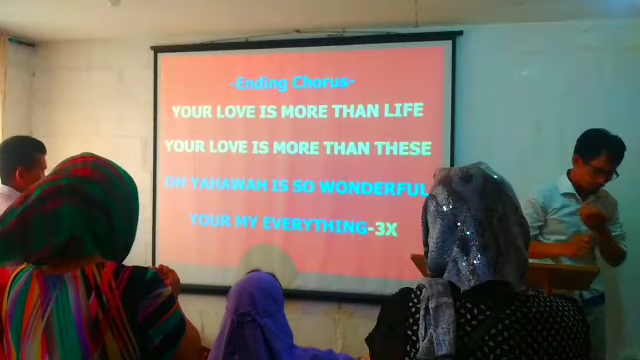 -Ending Chorus-
YOUR LOVE IS MORE THAN LIFE
YOUR LOVE IS MORE THAN THESE
OH YAHAWAH IS SO WONDERFUL
YOUR MY EVERYTHING-3X